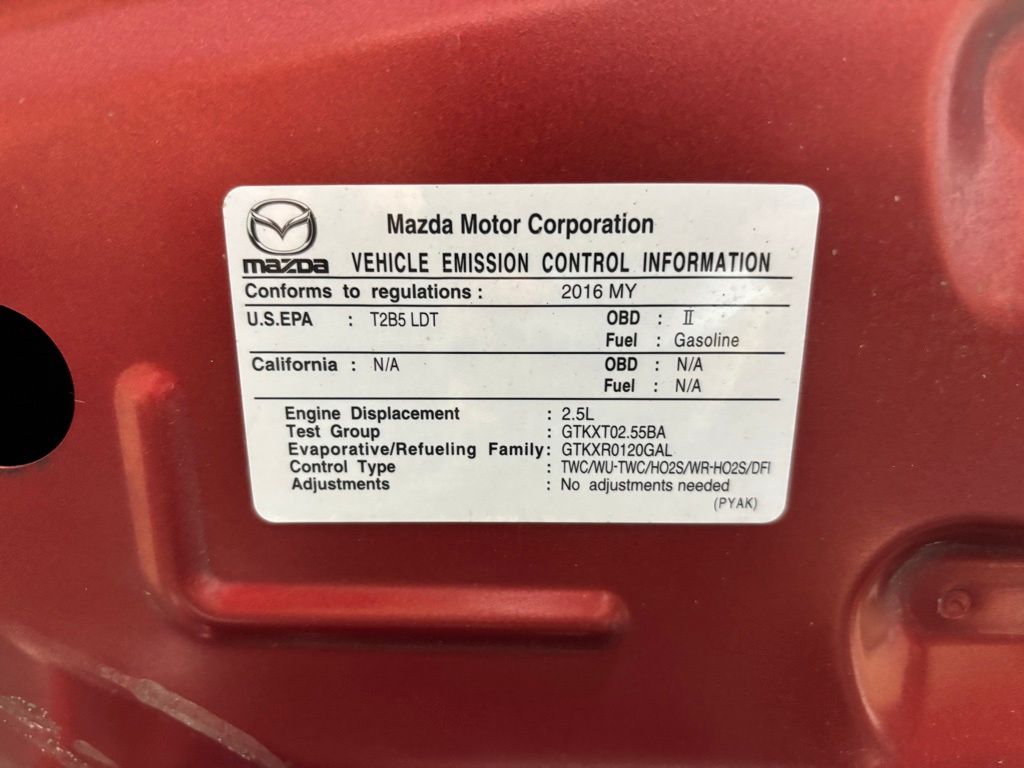 Mazda Motor Corporation
mazda VEHICLE EMISSION CONTROL INFORMATION
Conforms to regulations : 2016 MY
U.S.EPA : T2B5 LDT OBD : II
Fuel : Gasoline
California : N/A OBD : N/A
Fuel : N/A
Engine Displacement : 2.5L
Test Group : GTKXT02.55BA
Evaporative/Refueling Family: GTKXR0120GAL
Control Type : TWC/WU-TWC/HO2S/WR-HO2S/DFI
Adjustments : No adjustments needed
(PYAK)